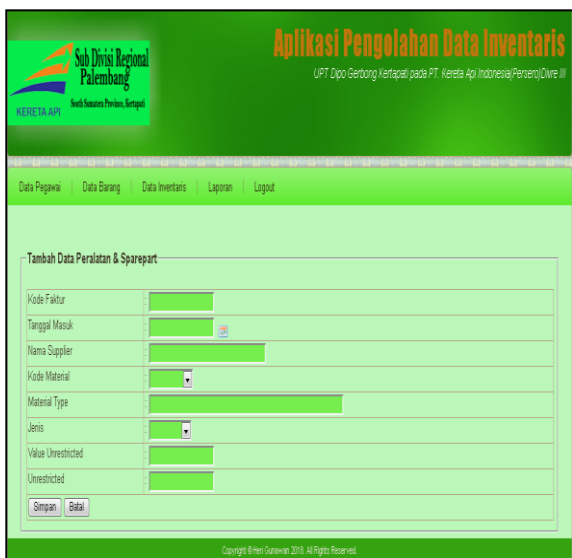 Aplikasi Pengolahan Data Inventaris
UPT Dipo Gerbong Kertapati pada PT. Kereta Api Indonesia(Persero)Divre III
Sub Divisi Regional
Palembang
South Sumatera Province, Kertapati
KERETA API
Data Pegawai Data Barang Data Inventaris Laporan Logout
Tambah Data Peralatan & Sparepart
Kode Faktur :
Tanggal Masuk :
Nama Supplier :
Kode Material :
Material Type :
Jenis :
Value Unrestricted :
Unrestricted :
Simpan Batal
Copyright © Heri Gunawan 2018. All Rights Reserved.